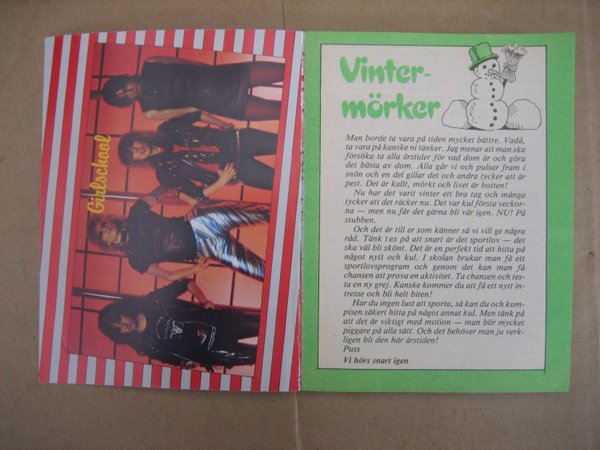 Girlschool
Vinter-
mörker
Man borde ta vara på tiden mycket bättre. Vadå,
ta vara på kanske ni tänker. Jag menar att man ska
försöka ta alla årstider för vad dom är och göra
det bästa av dom. Alla går vi och pulsar fram i
snön och en del gillar det och andra tycker att är
pest. Det är kallt, mörkt och livet är botten!
Nu har det varit vinter ett bra tag och många
tycker att det räcker nu. Det var kul första veckor-
na — men nu får det gärna bli vår igen. NU! På
stubben.
Och det är till er som känner så vi vill ge några
råd. Tänk t ex på att snart är det sportlov — det
ska väl bli skönt. Det är en perfekt tid att hitta på
något nytt och kul. I skolan brukar man få ett
sportlovsprogram och genom det kan man få
chansen att prova en aktivitet. Ta chansen och tes-
ta en ny grej. Kanske kommer du att få ett nytt in-
tresse och bli helt biten!
Har du ingen lust att sporta, så kan du och kom-
pisen säkert hitta på något annat kul. Men tänk på
att det är viktigt med motion — man blir mycket
piggare på alla sätt. Och det behöver man ju verk-
ligen bli den här årstiden!
Puss
Vi hörs snart igen